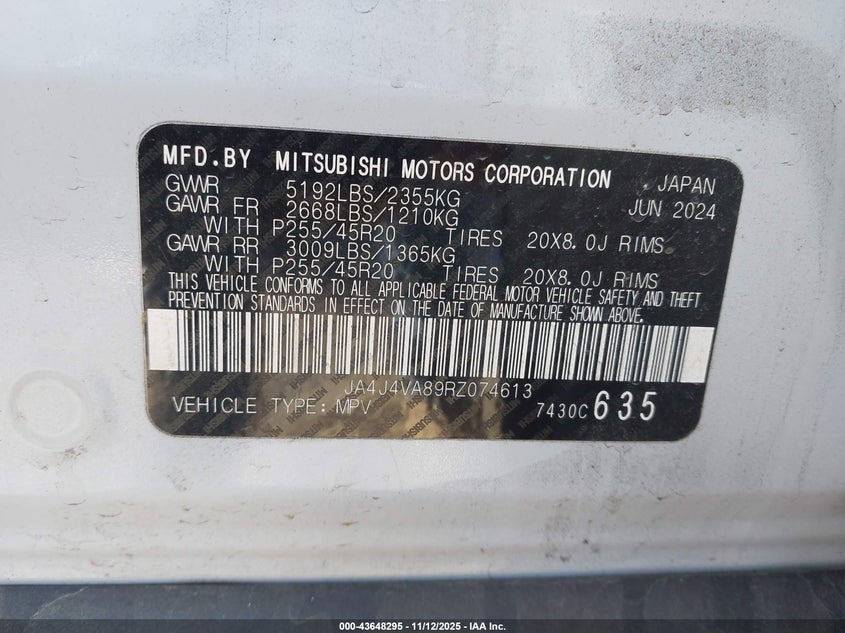 MFD.BY MITSUBISHI MOTORS CORPORATION JAPAN
GVWR 5192LBS/2355KG JUN 2024
GAWR FR 2668LBS/1210KG
WITH P255/45R20 TIRES 20X8.0J RIMS
GAWR RR 3009LBS/1365KG
WITH P255/45R20 TIRES 20X8.0J RIMS
THIS VEHICLE CONFORMS TO ALL APPLICABLE FEDERAL MOTOR VEHICLE SAFETY AND THEFT
PREVENTION STANDARDS IN EFFECT ON THE DATE OF MANUFACTURE SHOWN ABOVE.
JA4J4VA89RZ074613
VEHICLE TYPE: MPV 7430C 635
000-43648295 - 11/12/2025 - IAA Inc.